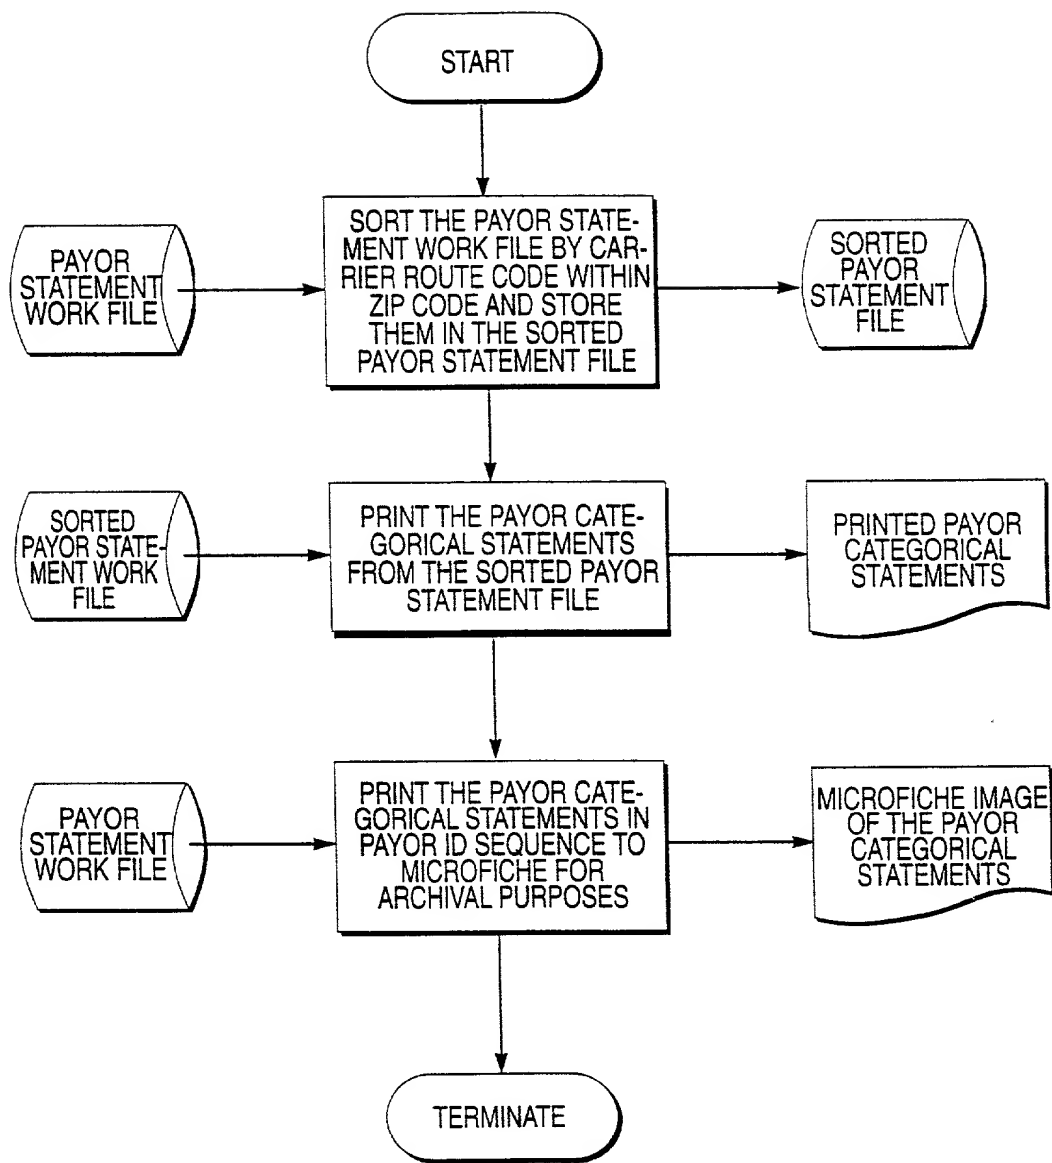 START
PAYOR
STATEMENT
WORK FILE
SORT THE PAYOR STATE-
MENT WORK FILE BY CAR-
RIER ROUTE CODE WITHIN
ZIP CODE AND STORE
THEM IN THE SORTED
PAYOR STATEMENT FILE
SORTED
PAYOR
STATEMENT
FILE
SORTED
PAYOR STATE-
MENT WORK
FILE
PRINT THE PAYOR CATE-
GORICAL STATEMENTS
FROM THE SORTED PAYOR
STATEMENT FILE
PRINTED PAYOR
CATEGORICAL
STATEMENTS
PAYOR
STATEMENT
WORK FILE
PRINT THE PAYOR CATE-
GORICAL STATEMENTS IN
PAYOR ID SEQUENCE TO
MICROFICHE FOR
ARCHIVAL PURPOSES
MICROFICHE IMAGE
OF THE PAYOR
CATEGORICAL
STATEMENTS
TERMINATE